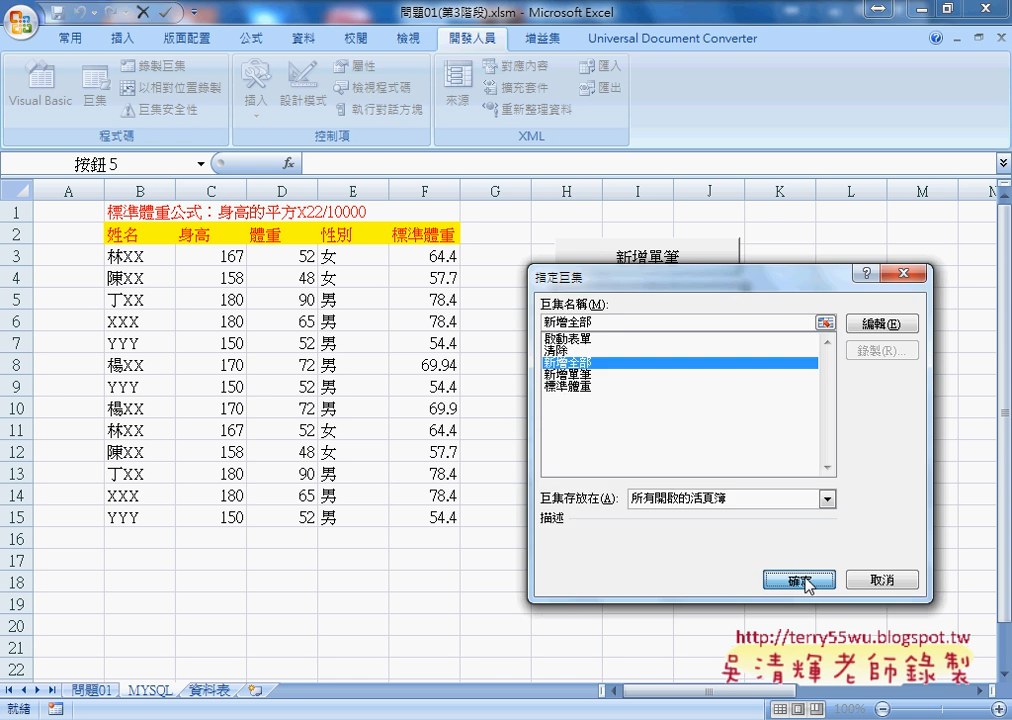 問題01(第3階段).xlsm - Microsoft Excel
常用 插入 版面配置 公式 資料 校閱 檢視 開發人員 增益集 Universal Document Converter
Visual Basic 巨集 錄製巨集 以相對位置錄製 巨集安全性 程式碼
插入 設計模式 屬性 檢視程式碼 執行對話方塊 控制項
來源 對應內容 擴充套件 重新整理資料 匯入 匯出 XML
按鈕 5 fx
A B C D E F G H I J K L M N
1 標準體重公式：身高的平方X22/10000
2 姓名 身高 體重 性別 標準體重
3 林XX 167 52 女 64.4
4 陳XX 158 48 女 57.7
5 丁XX 180 90 男 78.4
6 XXX 180 65 男 78.4
7 YYY 150 52 男 54.4
8 楊XX 170 72 男 69.94
9 YYY 150 52 男 54.4
10 楊XX 170 72 男 69.9
11 林XX 167 52 女 64.4
12 陳XX 158 48 女 57.7
13 丁XX 180 90 男 78.4
14 XXX 180 65 男 78.4
15 YYY 150 52 男 54.4
16
17
18
19
20
21
22
新增單筆
指定巨集
巨集名稱(M):
新增全部
編輯(E)
錄製(R)...
啟動表單
清除
新增全部
新增單筆
標準體重
巨集存放在(A): 所有開啟的活頁簿
描述
確定 取消
http://terry55wu.blogspot.tw
吳清輝老師錄製
問題01 MYSQL 資料表
就緒 100%